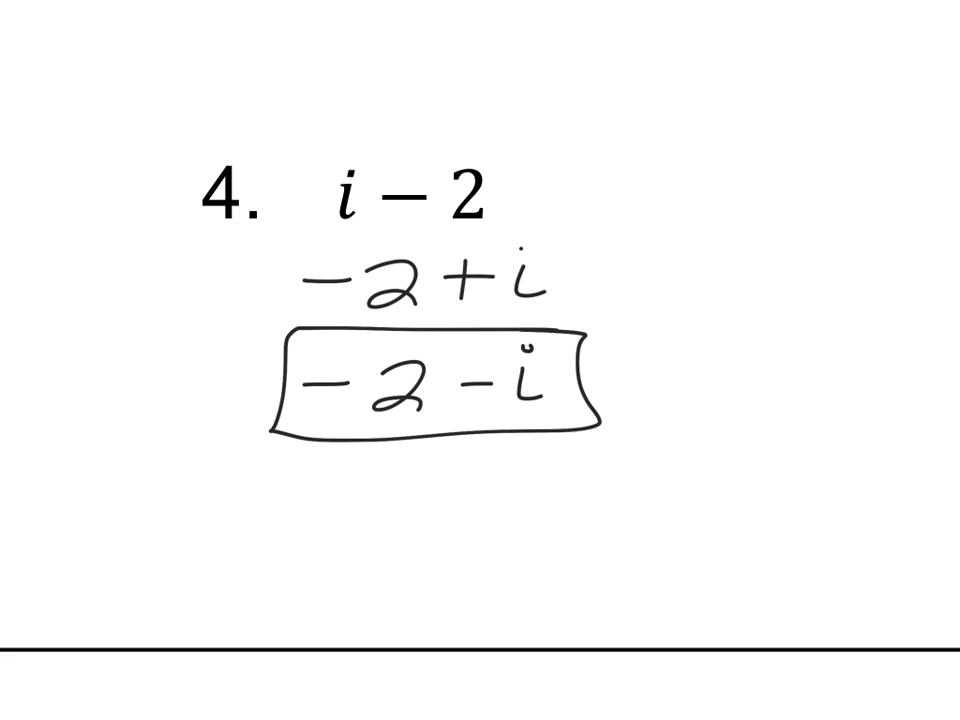 4. i − 2
−2 + i
−2 − i